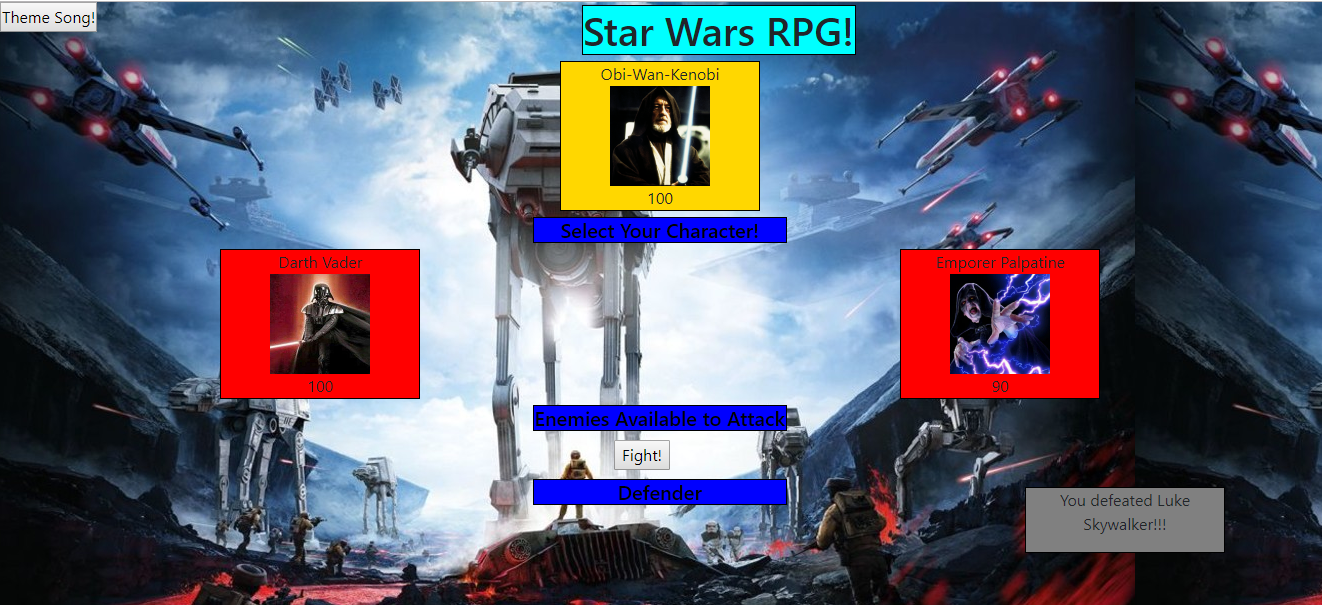 Theme Song!
Star Wars RPG!
Obi-Wan-Kenobi
100
Select Your Character!
Darth Vader
100
Emporer Palpatine
90
Enemies Available to Attack
Fight!
Defender
You defeated Luke
Skywalker!!!